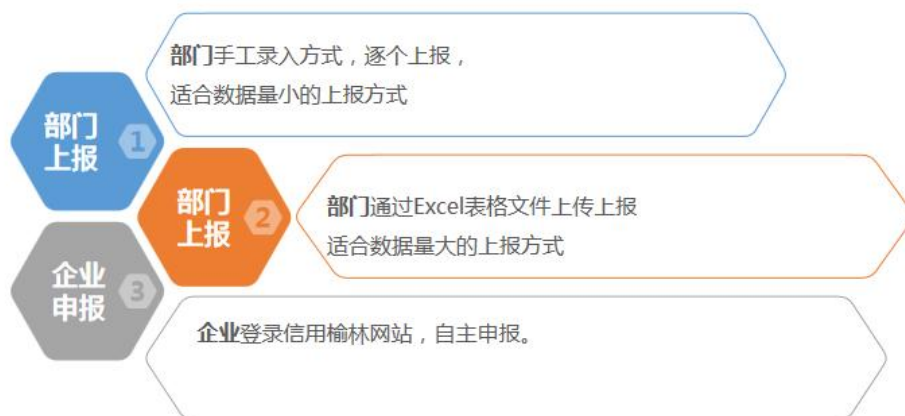 部门手工录入方式，逐个上报，
适合数据量小的上报方式
部门
上报
1
部门
上报
2
部门通过Excel表格文件上传上报
适合数据量大的上报方式
企业
申报
3
企业登录信用榆林网站，自主申报。